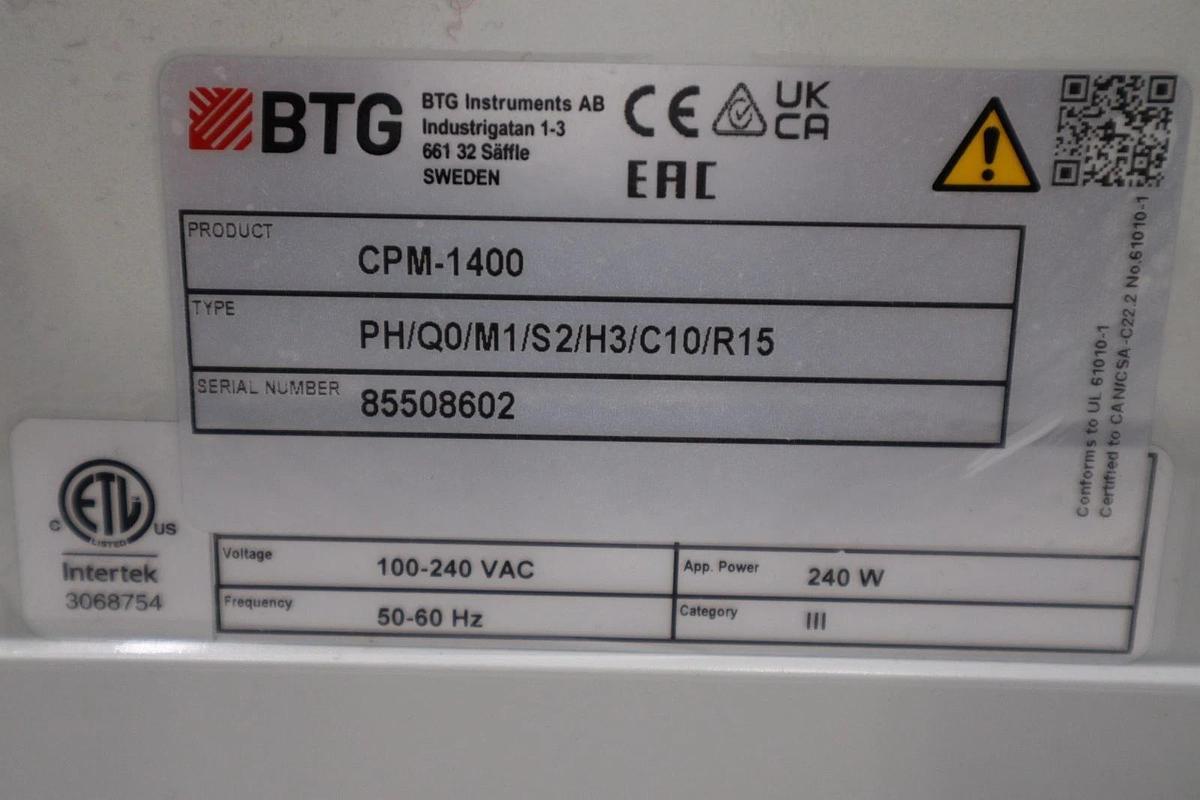 BTG
BTG Instruments AB
Industrigatan 1-3
661 32 Säffle
SWEDEN
CE
UK
CA
EAC
PRODUCT
CPM-1400
TYPE
PH/Q0/M1/S2/H3/C10/R15
SERIAL NUMBER
85508602
Conforms to UL 61010-1
Certified to CAN/CSA-C22.2 No.61010-1
ETL
LISTED
C
US
Intertek
3068754
Voltage
100-240 VAC
App. Power
240 W
Frequency
50-60 Hz
Category
III